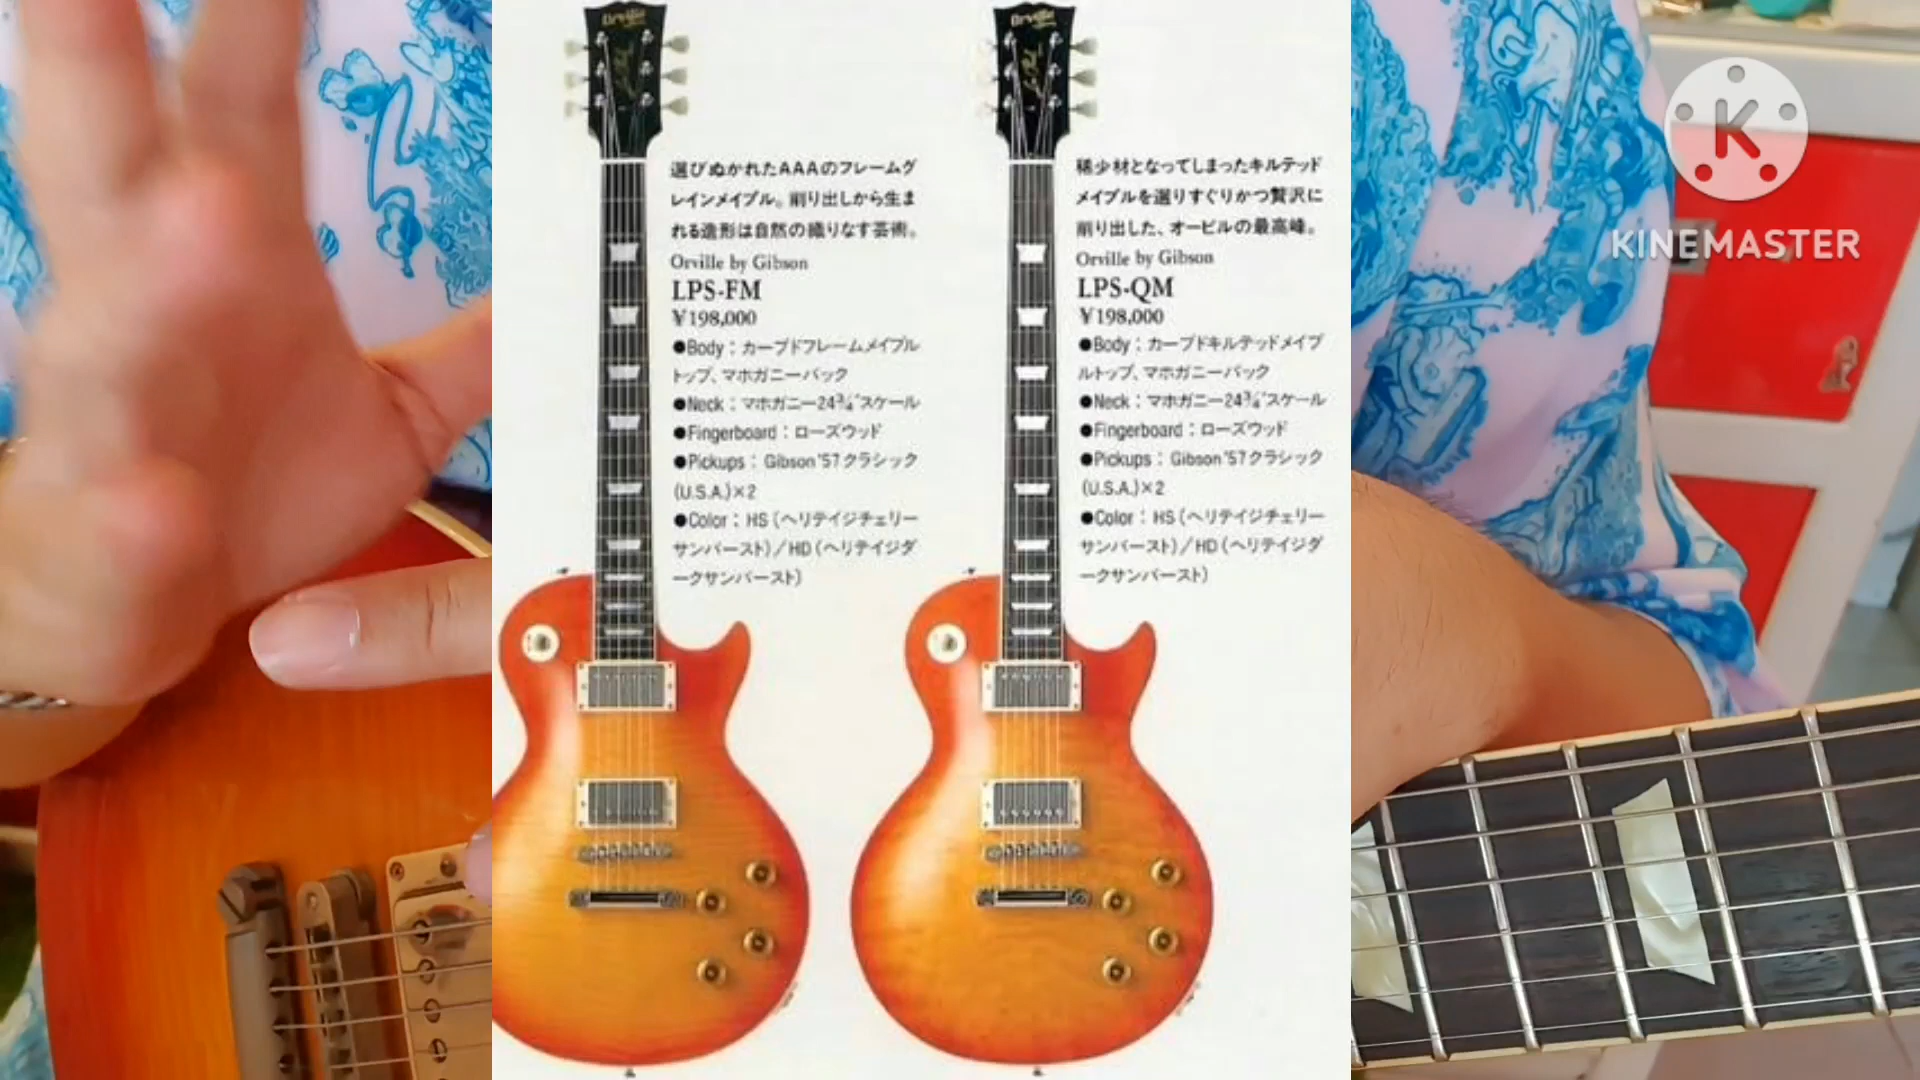 Orville
選びぬかれたAAAのフレームグ
レインメイプル。削り出しから生ま
れる造形は自然の織りなす芸術。
Orville by Gibson
LPS-FM
¥198,000
●Body：カーブドフレームメイプル
トップ、マホガニーバック
●Neck：マホガニー24¾"スケール
●Fingerboard：ローズウッド
●Pickups：Gibson '57クラシック
(U.S.A.)×2
●Color：HS（ヘリテイジチェリー
サンバースト）／HD（ヘリテイジダ
ークサンバースト）
Orville
稀少材となってしまったキルテッド
メイプルを選りすぐりかつ贅沢に
削り出した、オービルの最高峰。
Orville by Gibson
LPS-QM
¥198,000
●Body：カーブドキルテッドメイプ
ルトップ、マホガニーバック
●Neck：マホガニー24¾"スケール
●Fingerboard：ローズウッド
●Pickups：Gibson '57クラシック
(U.S.A.)×2
●Color：HS（ヘリテイジチェリー
サンバースト）／HD（ヘリテイジダ
ークサンバースト）
K
KINEMASTER